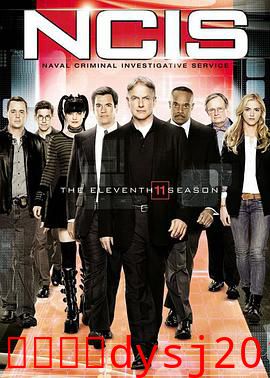 NCIS
NAVAL CRIMINAL INVESTIGATIVE SERVICE
THE ELEVENTH 11 SEASON
dysj20